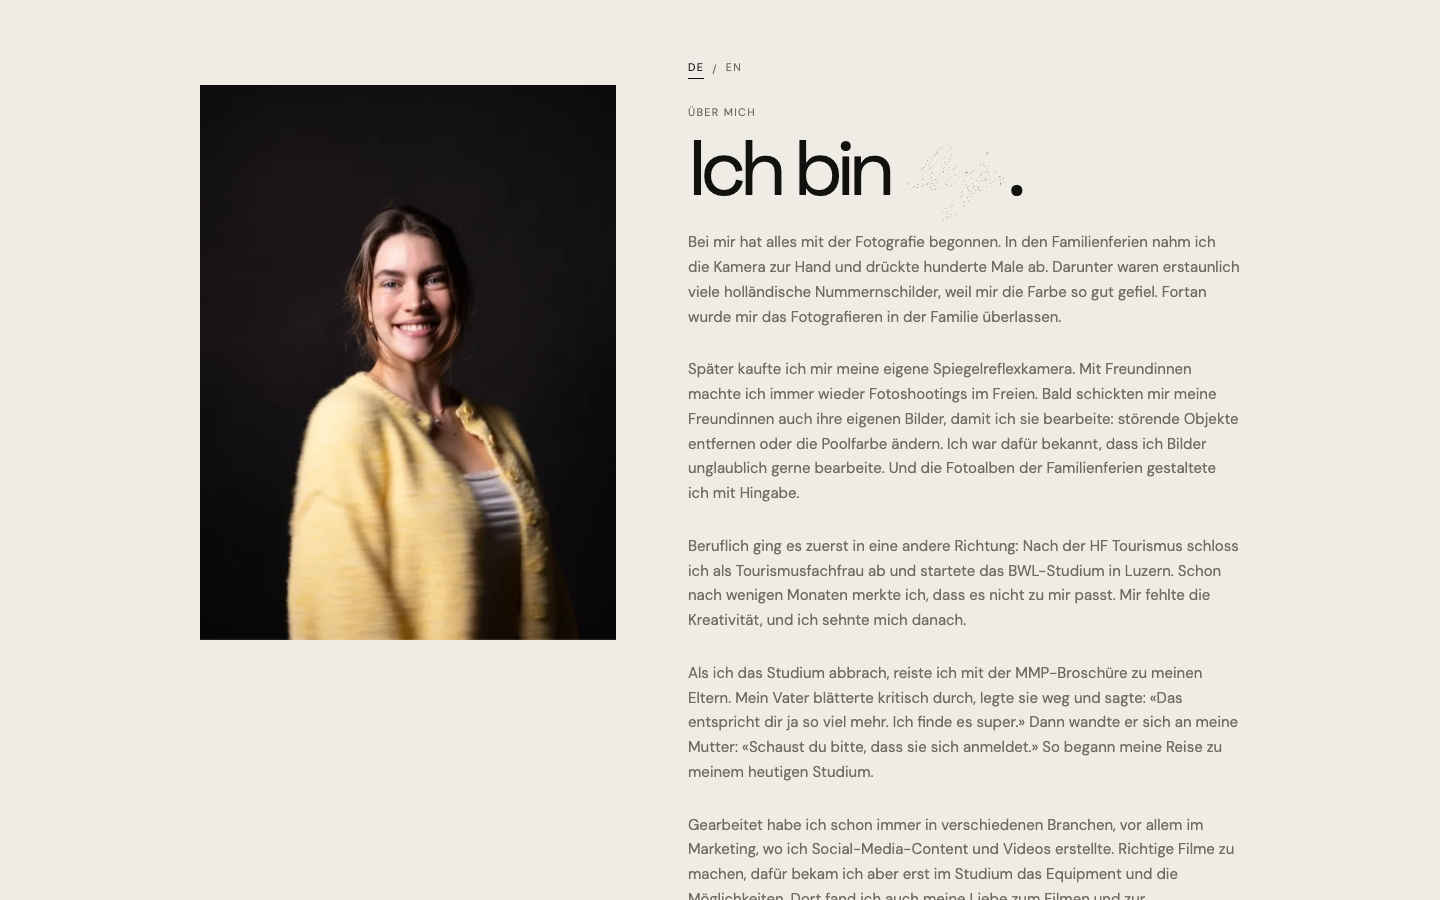 DE / EN
ÜBER MICH
Ich bin .
Bei mir hat alles mit der Fotografie begonnen. In den Familienferien nahm ich
die Kamera zur Hand und drückte hunderte Male ab. Darunter waren erstaunlich
viele holländische Nummernschilder, weil mir die Farbe so gut gefiel. Fortan
wurde mir das Fotografieren in der Familie überlassen.
Später kaufte ich mir meine eigene Spiegelreflexkamera. Mit Freundinnen
machte ich immer wieder Fotoshootings im Freien. Bald schickten mir meine
Freundinnen auch ihre eigenen Bilder, damit ich sie bearbeite: störende Objekte
entfernen oder die Poolfarbe ändern. Ich war dafür bekannt, dass ich Bilder
unglaublich gerne bearbeite. Und die Fotoalben der Familienferien gestaltete
ich mit Hingabe.
Beruflich ging es zuerst in eine andere Richtung: Nach der HF Tourismus schloss
ich als Tourismusfachfrau ab und startete das BWL-Studium in Luzern. Schon
nach wenigen Monaten merkte ich, dass es nicht zu mir passt. Mir fehlte die
Kreativität, und ich sehnte mich danach.
Als ich das Studium abbrach, reiste ich mit der MMP-Broschüre zu meinen
Eltern. Mein Vater blätterte kritisch durch, legte sie weg und sagte: «Das
entspricht dir ja so viel mehr. Ich finde es super.» Dann wandte er sich an meine
Mutter: «Schaust du bitte, dass sie sich anmeldet.» So begann meine Reise zu
meinem heutigen Studium.
Gearbeitet habe ich schon immer in verschiedenen Branchen, vor allem im
Marketing, wo ich Social-Media-Content und Videos erstellte. Richtige Filme zu
machen, dafür bekam ich aber erst im Studium das Equipment und die
Möglichkeiten. Dort fand ich auch meine Liebe zum Filmen und zur